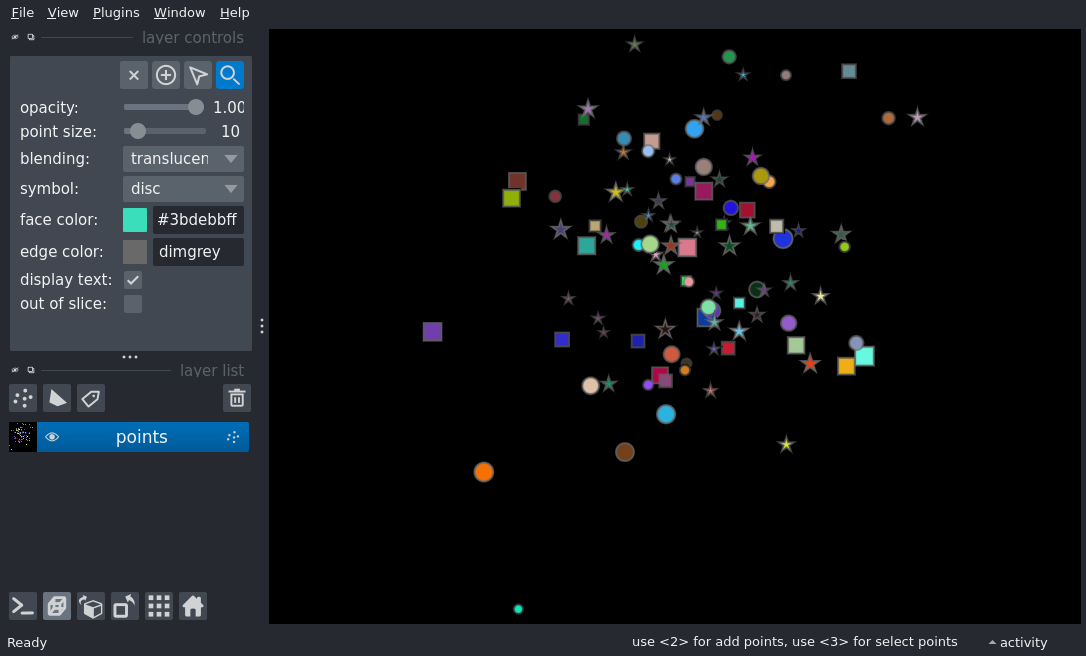 File View Plugins Window Help
layer controls
opacity: 1.00
point size: 10
blending: translucen
symbol: disc
face color: #3bdebbff
edge color: dimgrey
display text:
out of slice:
layer list
points
Ready use <2> for add points, use <3> for select points activity